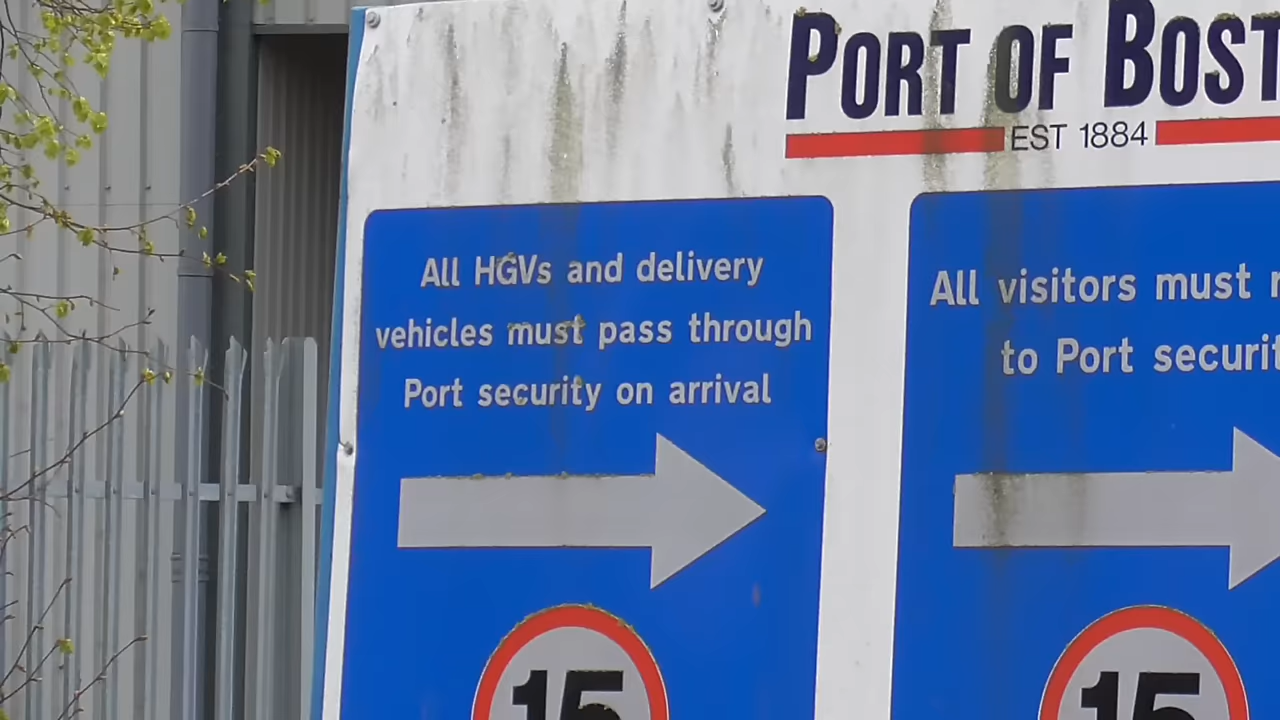 PORT OF BOST
EST 1884
All HGVs and delivery
vehicles must pass through
Port security on arrival
15
All visitors must
to Port securit
15